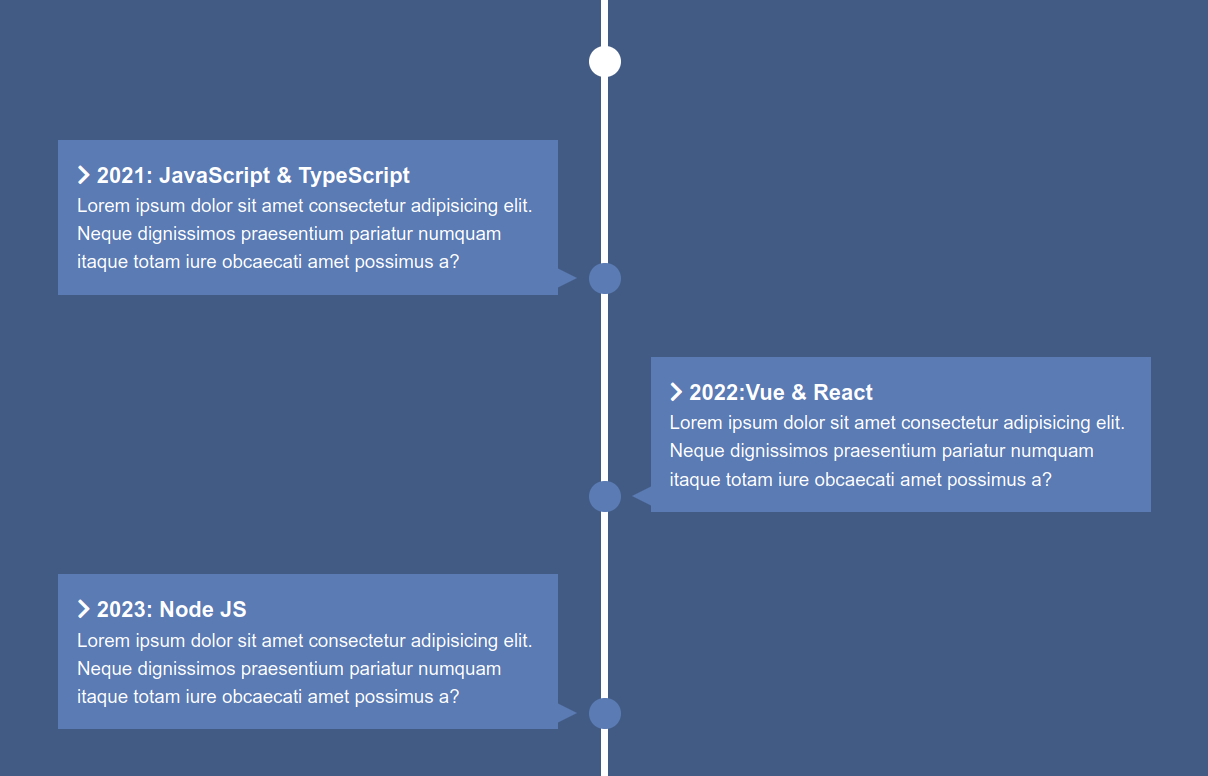 2021: JavaScript & TypeScript
Lorem ipsum dolor sit amet consectetur adipisicing elit.
Neque dignissimos praesentium pariatur numquam
itaque totam iure obcaecati amet possimus a?
2022:Vue & React
Lorem ipsum dolor sit amet consectetur adipisicing elit.
Neque dignissimos praesentium pariatur numquam
itaque totam iure obcaecati amet possimus a?
2023: Node JS
Lorem ipsum dolor sit amet consectetur adipisicing elit.
Neque dignissimos praesentium pariatur numquam
itaque totam iure obcaecati amet possimus a?